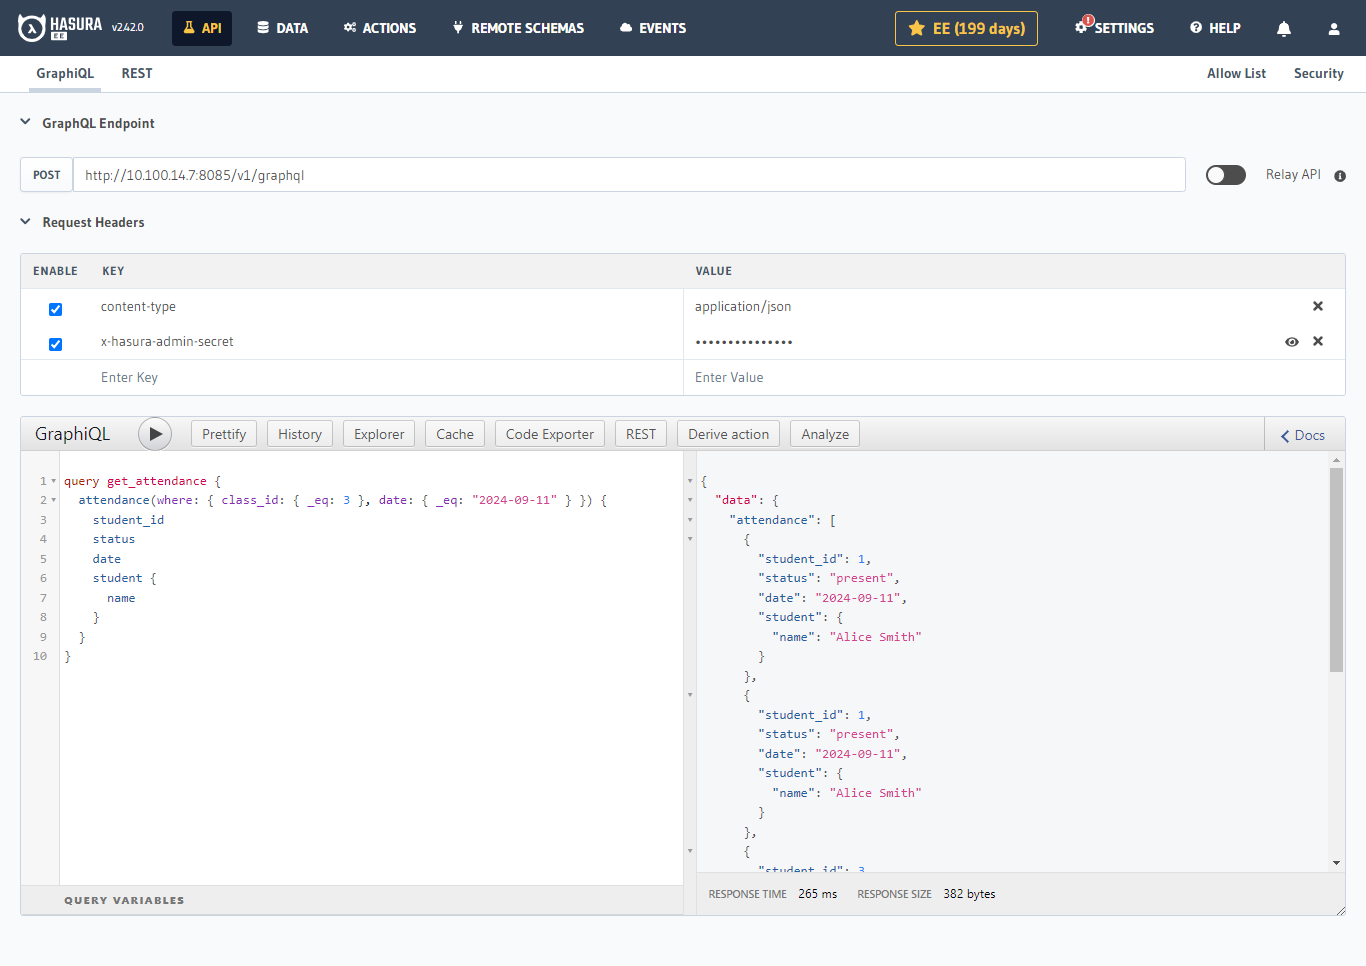 HASURA EE v2.42.0 API DATA ACTIONS REMOTE SCHEMAS EVENTS EE (199 days) SETTINGS HELP
GraphiQL REST Allow List Security
GraphQL Endpoint
POST http://10.100.14.7:8085/v1/graphql Relay API
Request Headers
ENABLE KEY VALUE
content-type application/json
x-hasura-admin-secret •••••••••••••••
Enter Key Enter Value
GraphiQL Prettify History Explorer Cache Code Exporter REST Derive action Analyze Docs
1 query get_attendance {
2 attendance(where: { class_id: { _eq: 3 }, date: { _eq: "2024-09-11" } }) {
3 student_id
4 status
5 date
6 student {
7 name
8 }
9 }
10 }
QUERY VARIABLES
{
"data": {
"attendance": [
{
"student_id": 1,
"status": "present",
"date": "2024-09-11",
"student": {
"name": "Alice Smith"
}
},
{
"student_id": 1,
"status": "present",
"date": "2024-09-11",
"student": {
"name": "Alice Smith"
}
},
{
"student_id": 3
RESPONSE TIME 265 ms RESPONSE SIZE 382 bytes